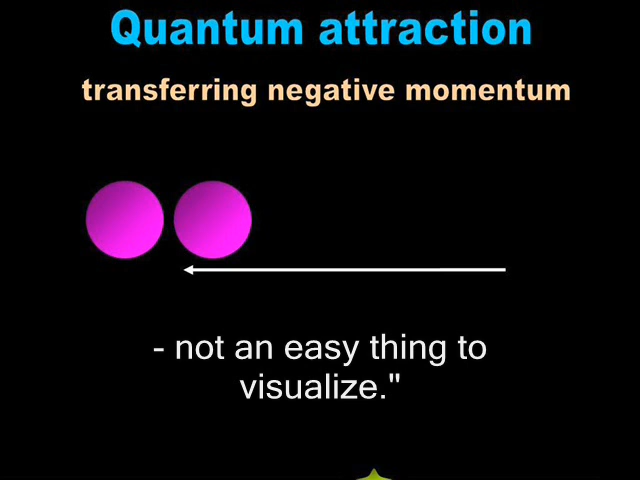 Quantum attraction
transferring negative momentum
- not an easy thing to
visualize."